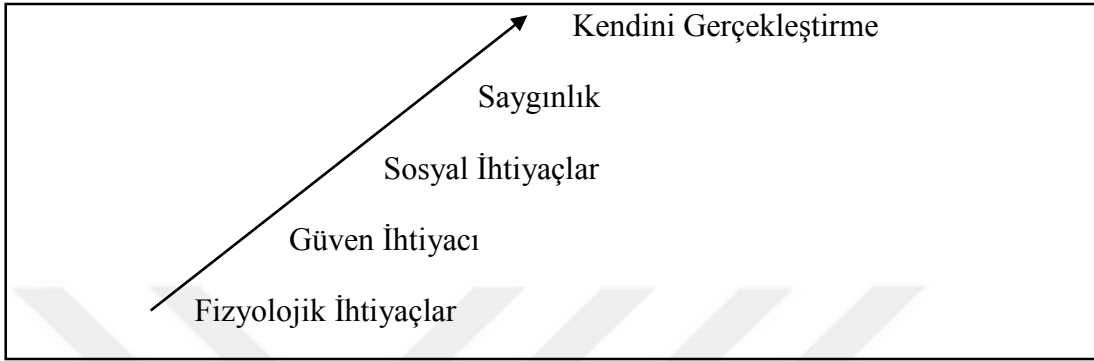 Kendini Gerçekleştirme
Saygınlık
Sosyal İhtiyaçlar
Güven İhtiyacı
Fizyolojik İhtiyaçlar